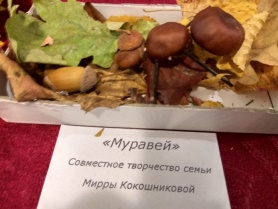 «Муравей»
Совместное творчество семьи
Мирры Кокошниковой